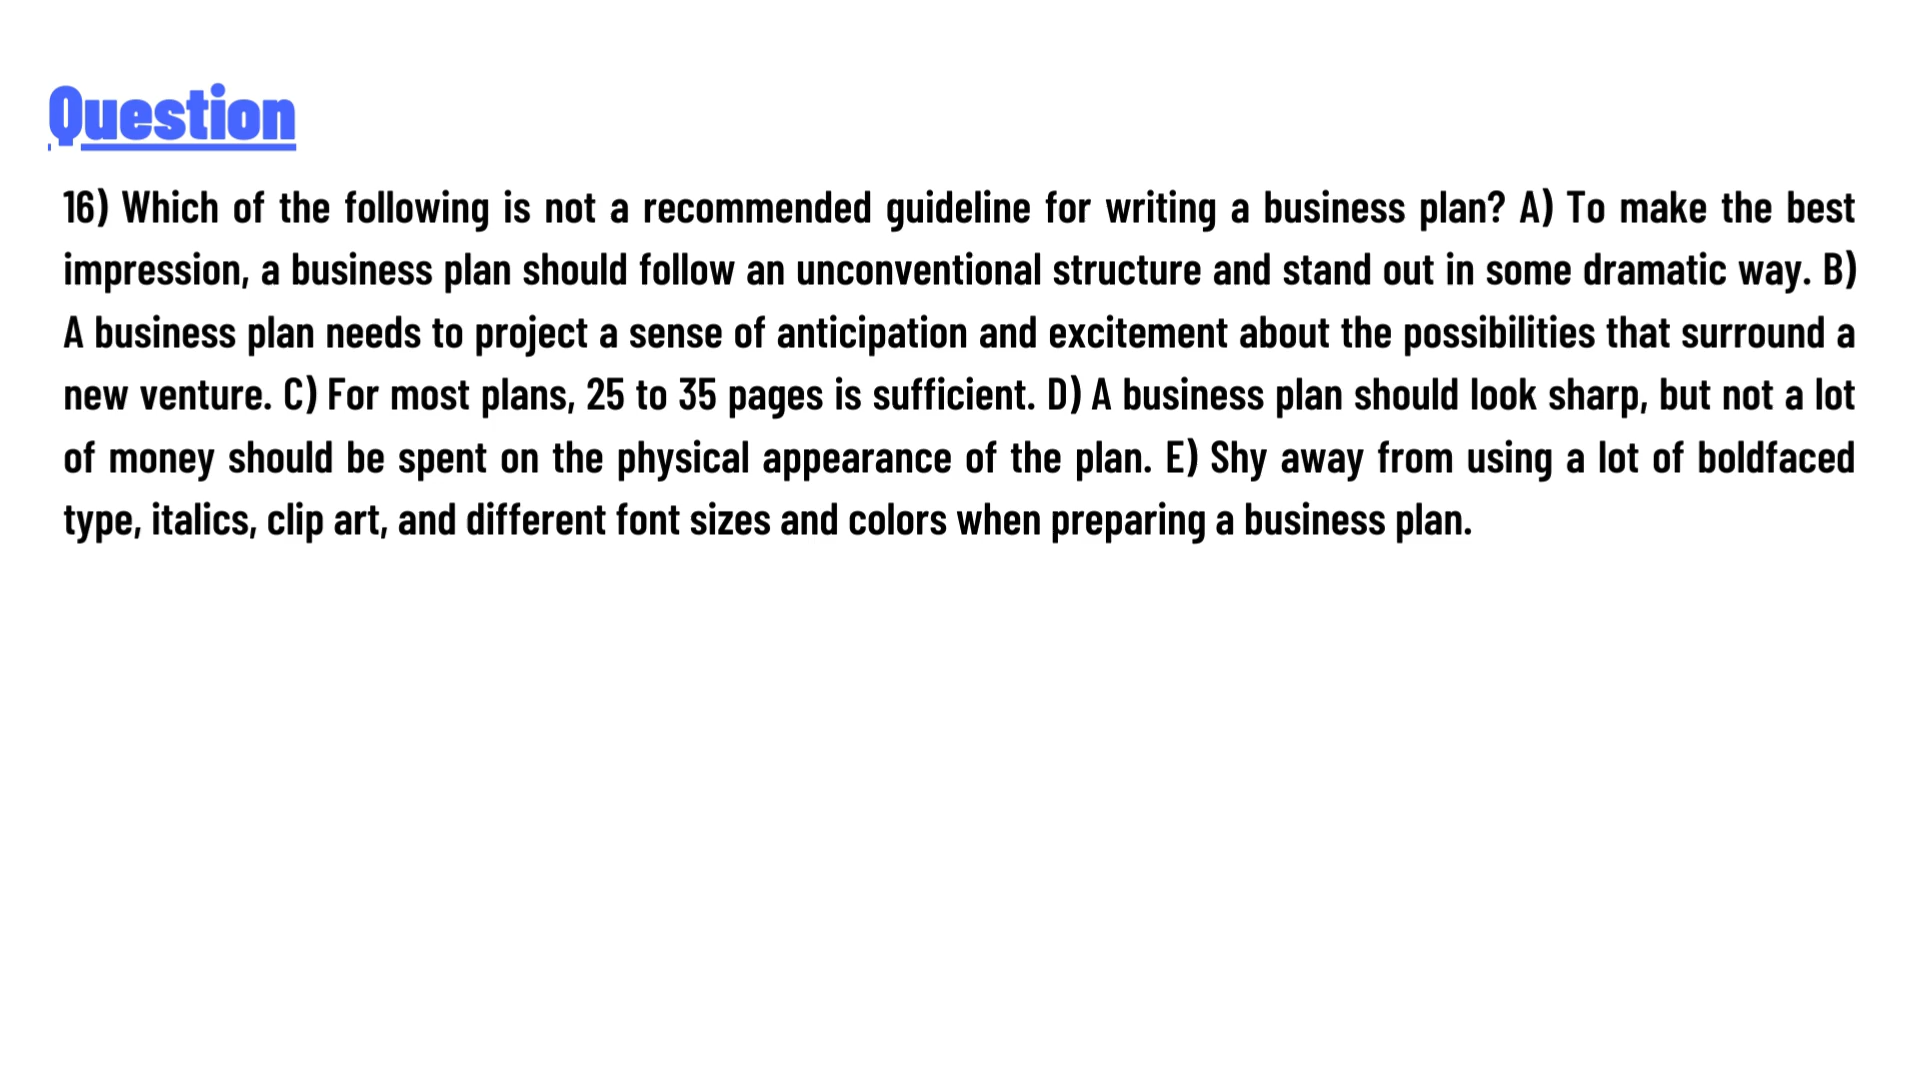 Question
16) Which of the following is not a recommended guideline for writing a business plan? A) To make the best
impression, a business plan should follow an unconventional structure and stand out in some dramatic way. B)
A business plan needs to project a sense of anticipation and excitement about the possibilities that surround a
new venture. C) For most plans, 25 to 35 pages is sufficient. D) A business plan should look sharp, but not a lot
of money should be spent on the physical appearance of the plan. E) Shy away from using a lot of boldfaced
type, italics, clip art, and different font sizes and colors when preparing a business plan.